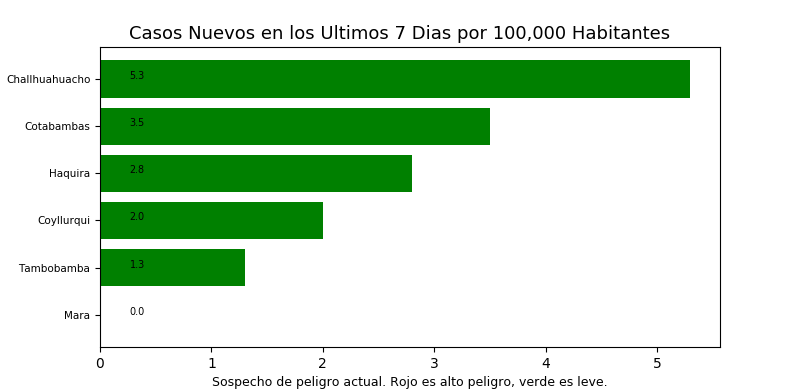 Casos Nuevos en los Ultimos 7 Dias por 100,000 Habitantes
Challhuahuacho 5.3
Cotabambas 3.5
Haquira 2.8
Coyllurqui 2.0
Tambobamba 1.3
Mara 0.0
0 1 2 3 4 5
Sospecho de peligro actual. Rojo es alto peligro, verde es leve.